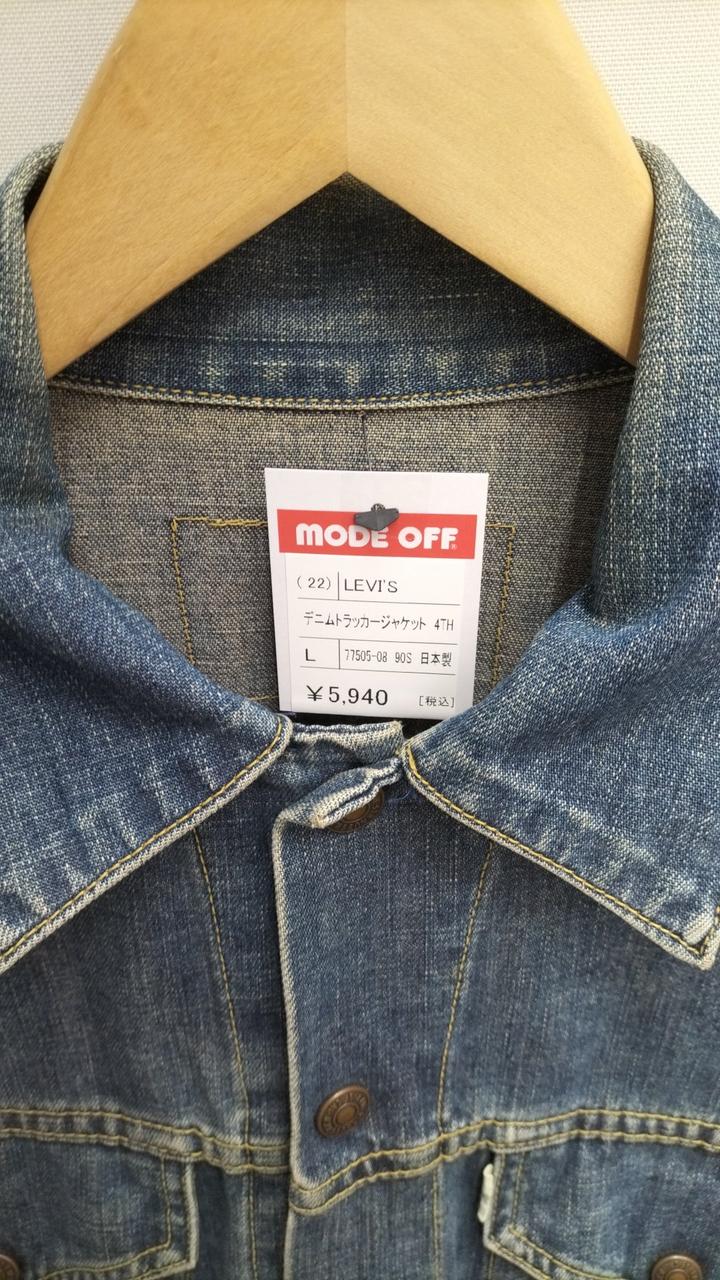 MODE OFF®
(22) LEVI'S
デニムトラッカージャケット 4TH
L 77505-08 90S 日本製
¥5,940 [税込]